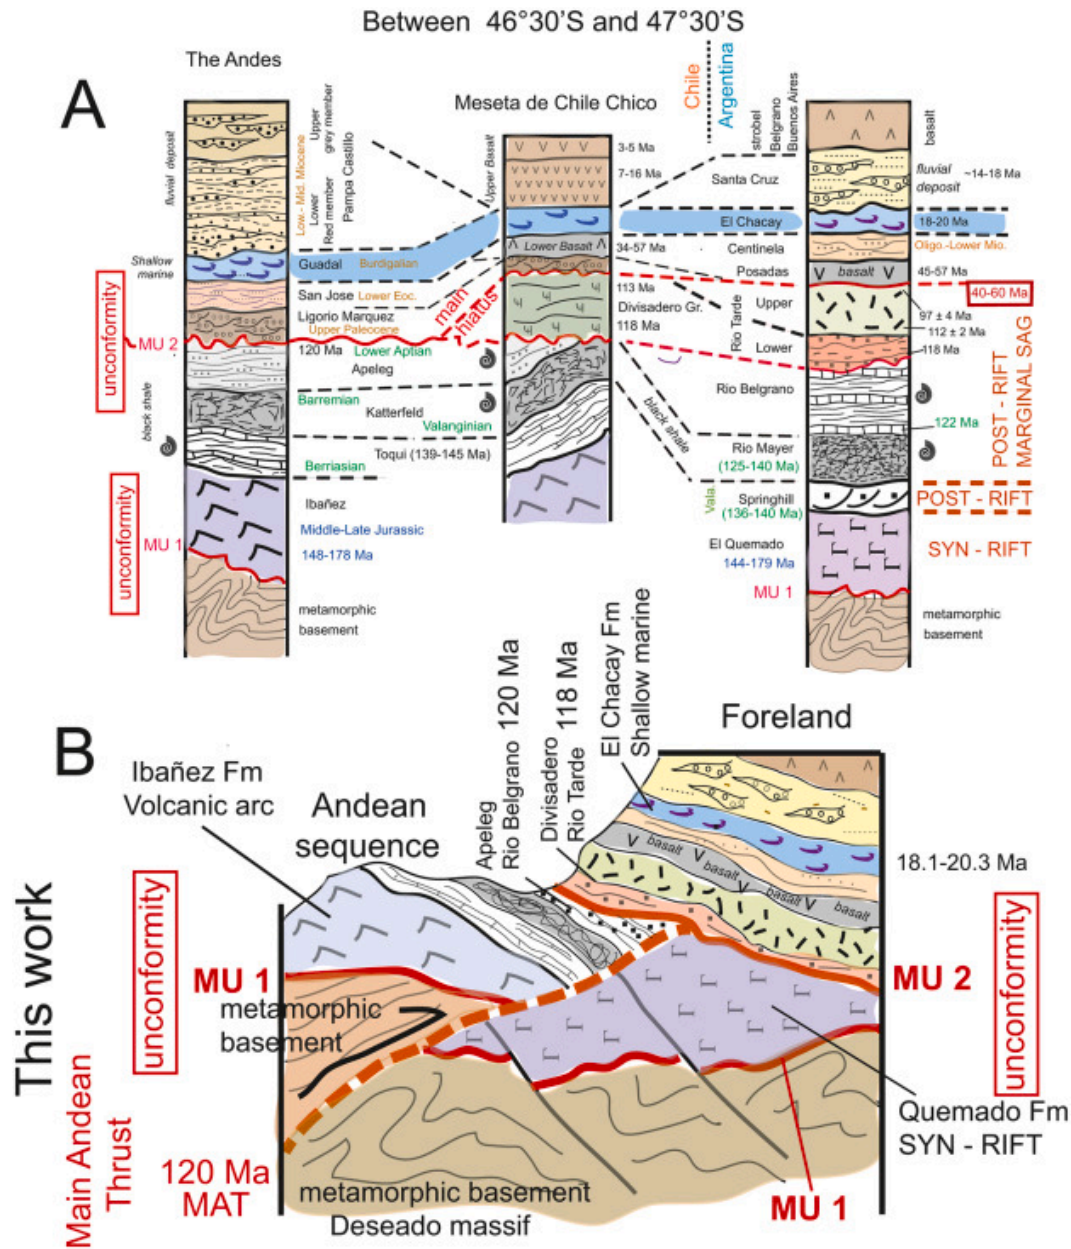 Between 46°30'S and 47°30'S
A
The Andes
Meseta de Chile Chico
Chile
Argentina
fluvial deposit
Low.- Mid. Miocene
Lower
Red member
Upper
grey member
Pampa Castillo
Shallow
marine
Guadal
Burdigalian
San Jose
Lower Eoc.
Ligorio Marquez
Upper Paleocene
unconformity
MU 2
120 Ma
Lower Aptian
Apeleg
Barremian
Katterfeld
Valanginian
black shale
Toqui (139-145 Ma)
Berriasian
Ibañez
Middle-Late Jurassic
148-178 Ma
unconformity
MU 1
metamorphic
basement
main
hiatus
Upper Basalt
3-5 Ma
7-16 Ma
Lower Basalt
34-57 Ma
113 Ma
Divisadero Gr.
118 Ma
black shale
strobel
Belgrano
Buenos Aires
Santa Cruz
El Chacay
Centinela
Posadas
Rio Tarde
Upper
Lower
Rio Belgrano
Rio Mayer
(125-140 Ma)
Vala.
Springhill
(136-140 Ma)
El Quemado
144-179 Ma
MU 1
basalt
fluvial
deposit
~14-18 Ma
18-20 Ma
Oligo.-Lower Mio.
basalt
45-57 Ma
40-60 Ma
97 ± 4 Ma
112 ± 2 Ma
118 Ma
122 Ma
POST - RIFT
MARGINAL SAG
POST - RIFT
SYN - RIFT
metamorphic
basement
B
This work
Ibañez Fm
Volcanic arc
Andean
sequence
Apeleg
Rio Belgrano 120 Ma
Divisadero
Rio Tarde 118 Ma
El Chacay Fm
Shallow marine
Foreland
basalt
basalt
basalt
basalt
18.1-20.3 Ma
unconformity
MU 1
metamorphic
basement
MU 2
unconformity
Quemado Fm
SYN - RIFT
Main Andean
Thrust
120 Ma
MAT
metamorphic basement
Deseado massif
MU 1